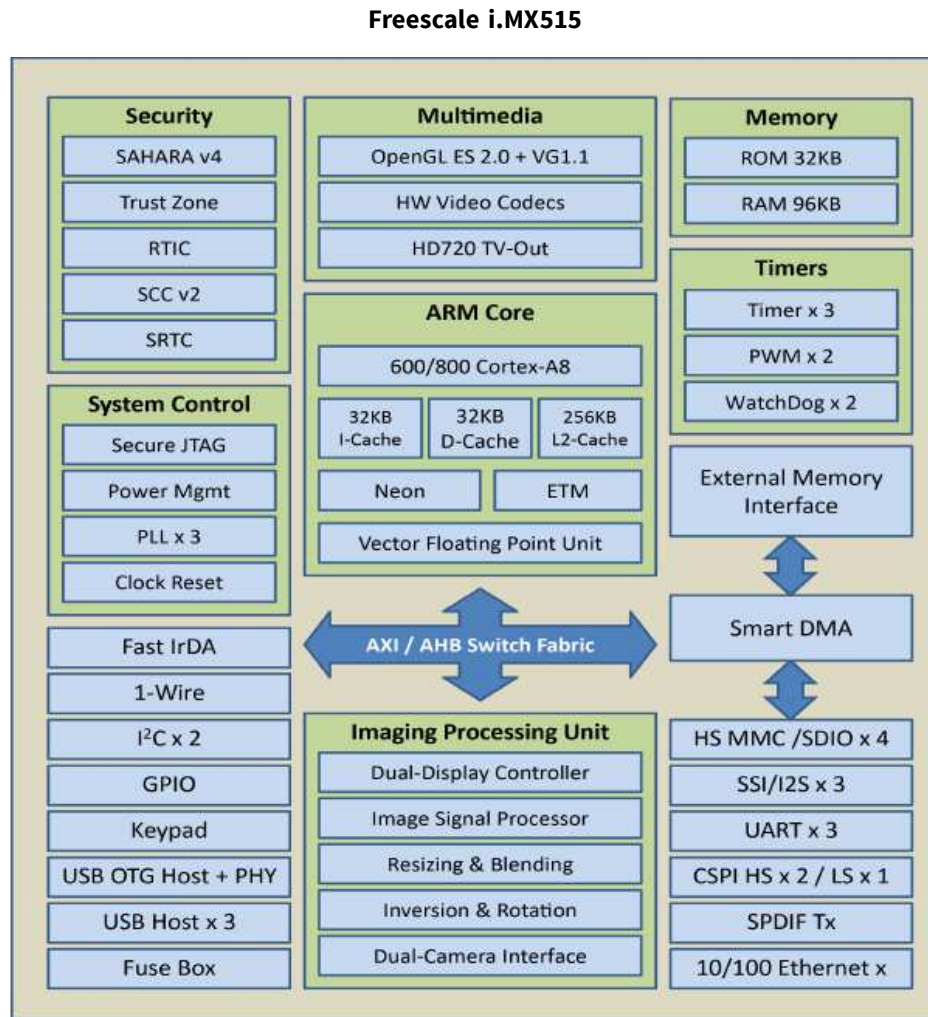 Freescale i.MX515
Security
SAHARA v4
Trust Zone
RTIC
SCC v2
SRTC
System Control
Secure JTAG
Power Mgmt
PLL x 3
Clock Reset
Fast IrDA
1-Wire
I²C x 2
GPIO
Keypad
USB OTG Host + PHY
USB Host x 3
Fuse Box
Multimedia
OpenGL ES 2.0 + VG1.1
HW Video Codecs
HD720 TV-Out
ARM Core
600/800 Cortex-A8
32KB
I-Cache
32KB
D-Cache
256KB
L2-Cache
Neon
ETM
Vector Floating Point Unit
AXI / AHB Switch Fabric
Imaging Processing Unit
Dual-Display Controller
Image Signal Processor
Resizing & Blending
Inversion & Rotation
Dual-Camera Interface
Memory
ROM 32KB
RAM 96KB
Timers
Timer x 3
PWM x 2
WatchDog x 2
External Memory
Interface
Smart DMA
HS MMC /SDIO x 4
SSI/I2S x 3
UART x 3
CSPI HS x 2 / LS x 1
SPDIF Tx
10/100 Ethernet x